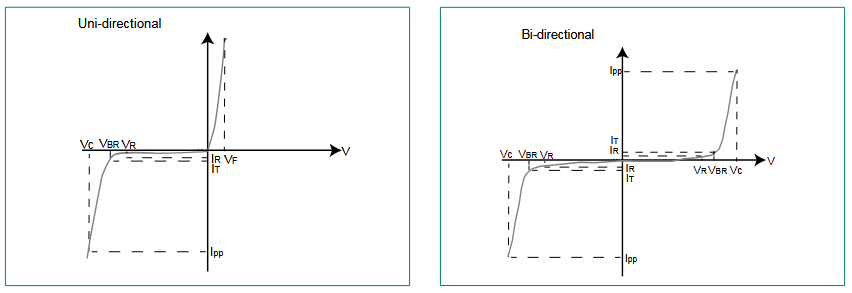 Uni-directional
Vc VBR VR
V
IR VF
IT
Ipp
Bi-directional
Ipp
IT
IR
Vc VBR VR
V
IR
VR VBR Vc
IT
Ipp